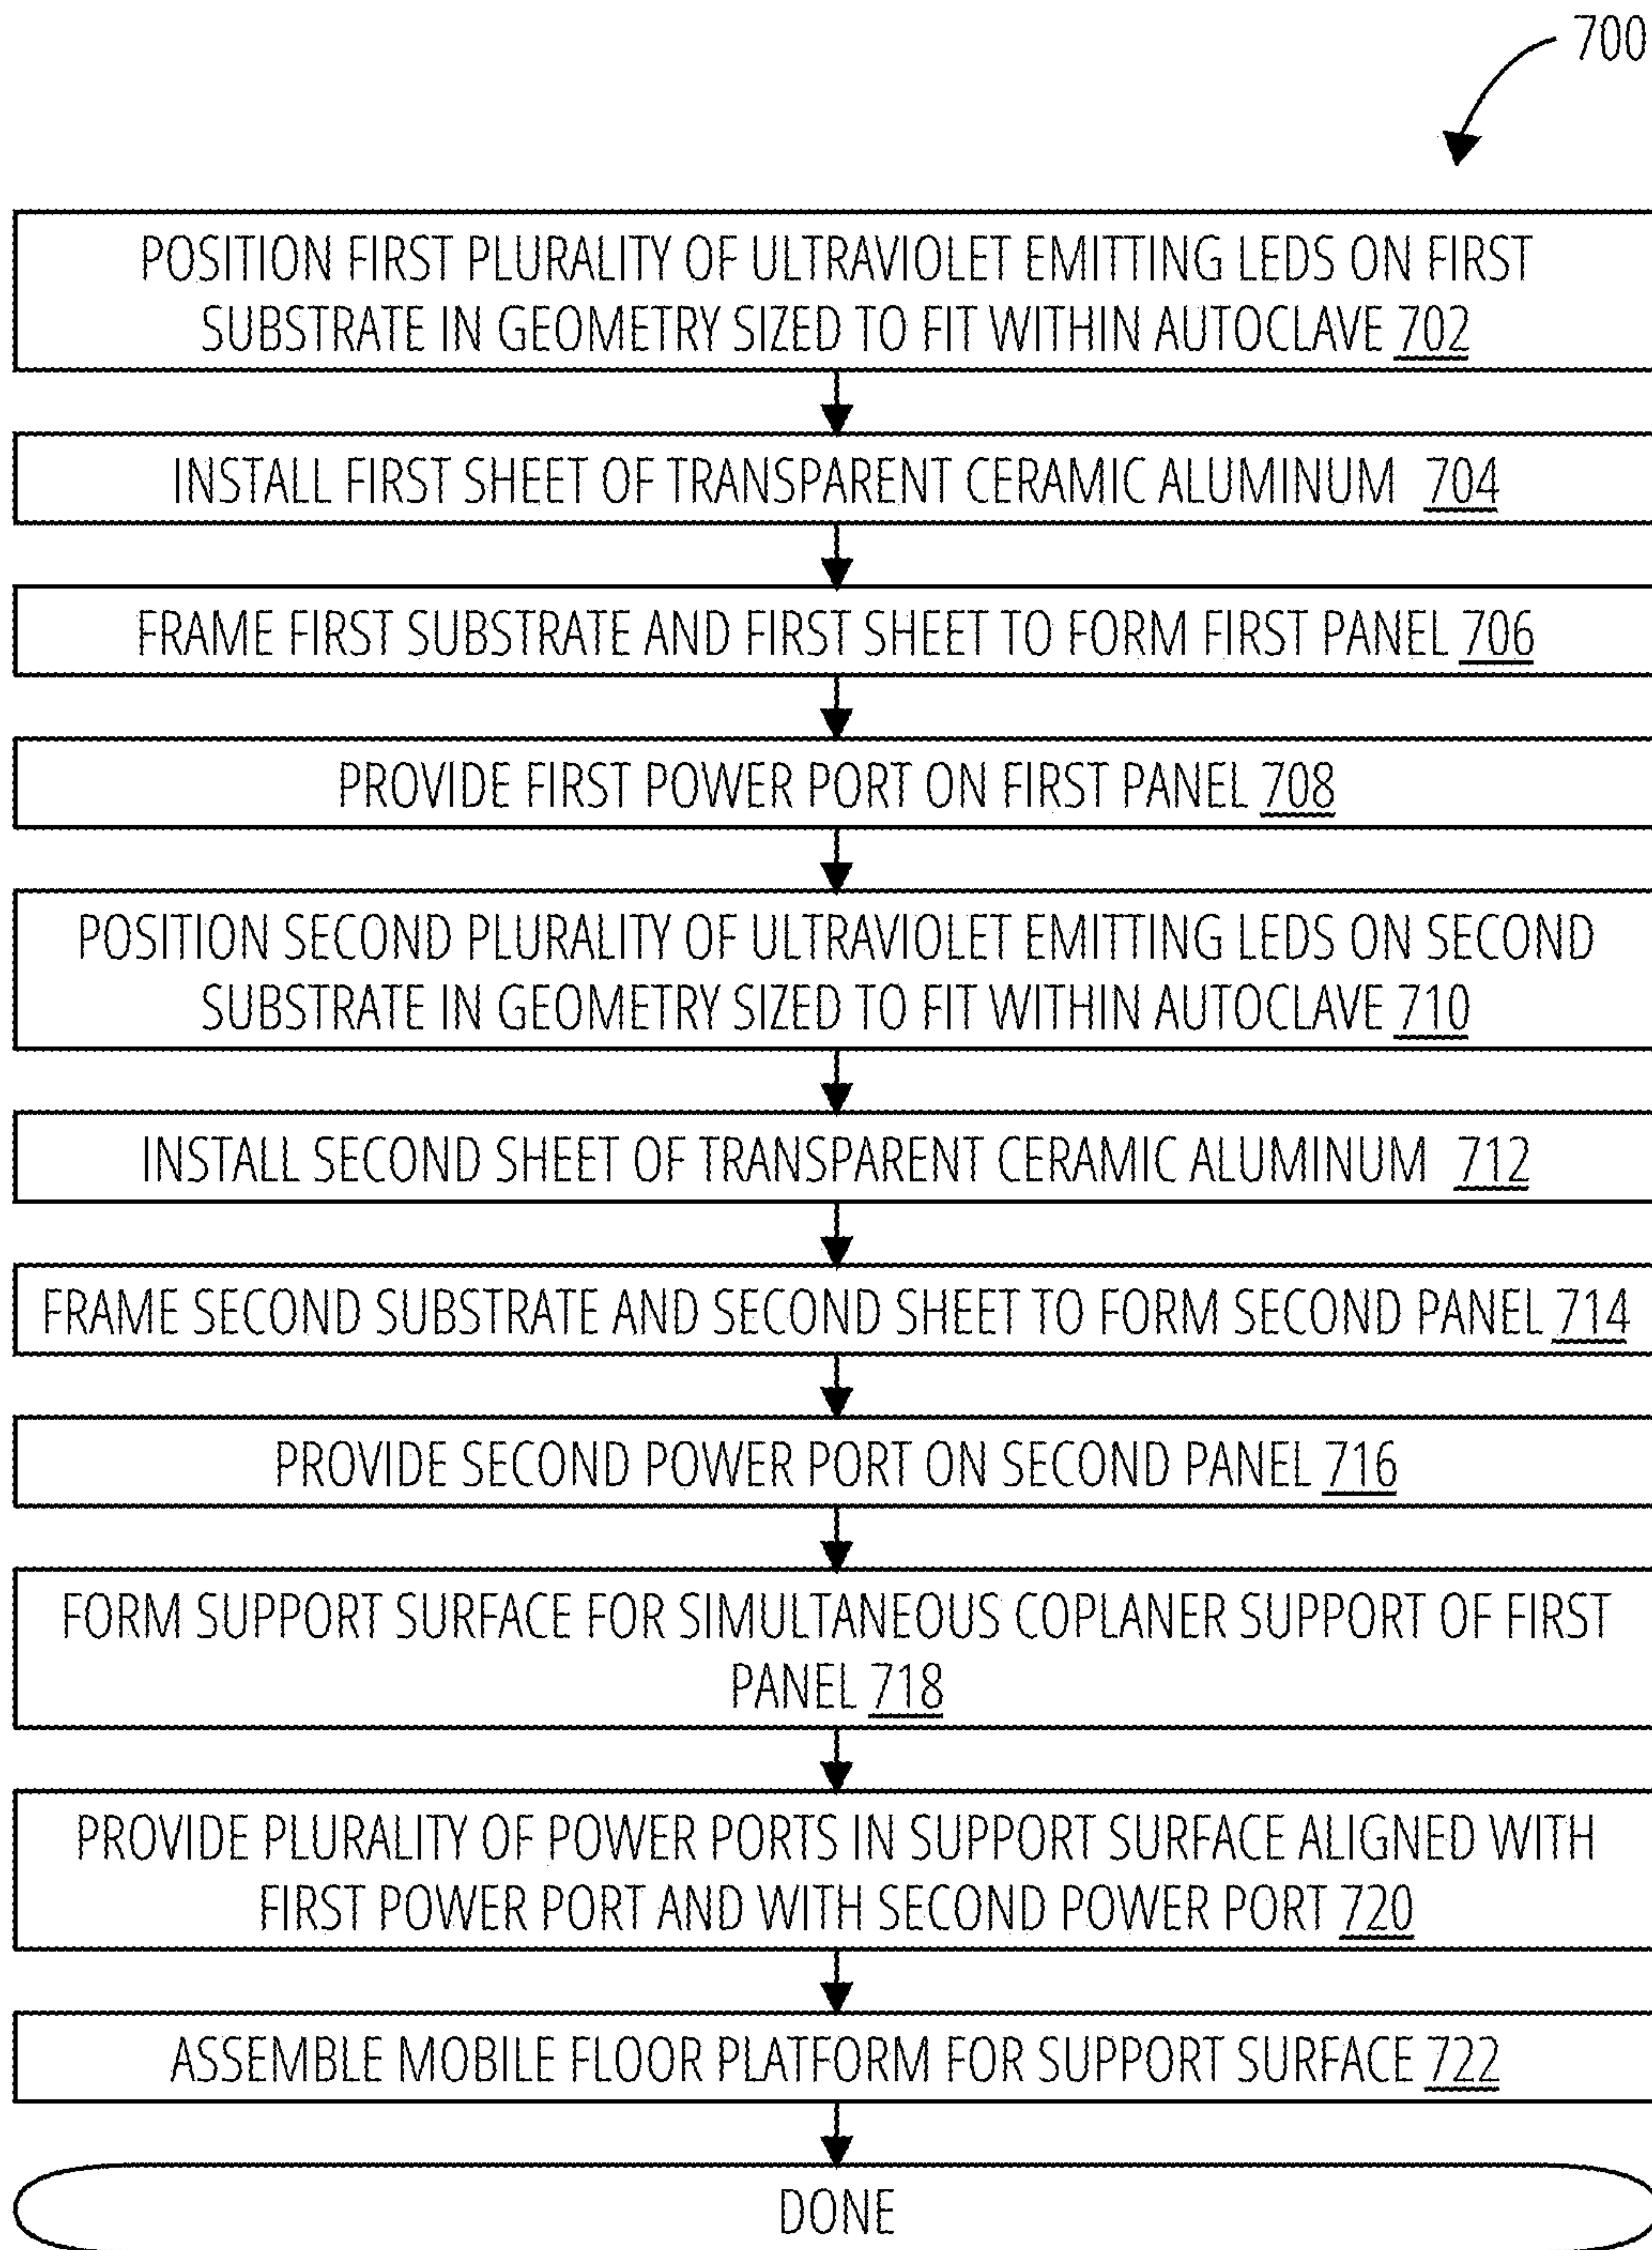 700
POSITION FIRST PLURALITY OF ULTRAVIOLET EMITTING LEDS ON FIRST
SUBSTRATE IN GEOMETRY SIZED TO FIT WITHIN AUTOCLAVE 702
INSTALL FIRST SHEET OF TRANSPARENT CERAMIC ALUMINUM 704
FRAME FIRST SUBSTRATE AND FIRST SHEET TO FORM FIRST PANEL 706
PROVIDE FIRST POWER PORT ON FIRST PANEL 708
POSITION SECOND PLURALITY OF ULTRAVIOLET EMITTING LEDS ON SECOND
SUBSTRATE IN GEOMETRY SIZED TO FIT WITHIN AUTOCLAVE 710
INSTALL SECOND SHEET OF TRANSPARENT CERAMIC ALUMINUM 712
FRAME SECOND SUBSTRATE AND SECOND SHEET TO FORM SECOND PANEL 714
PROVIDE SECOND POWER PORT ON SECOND PANEL 716
FORM SUPPORT SURFACE FOR SIMULTANEOUS COPLANER SUPPORT OF FIRST
PANEL 718
PROVIDE PLURALITY OF POWER PORTS IN SUPPORT SURFACE ALIGNED WITH
FIRST POWER PORT AND WITH SECOND POWER PORT 720
ASSEMBLE MOBILE FLOOR PLATFORM FOR SUPPORT SURFACE 722
DONE